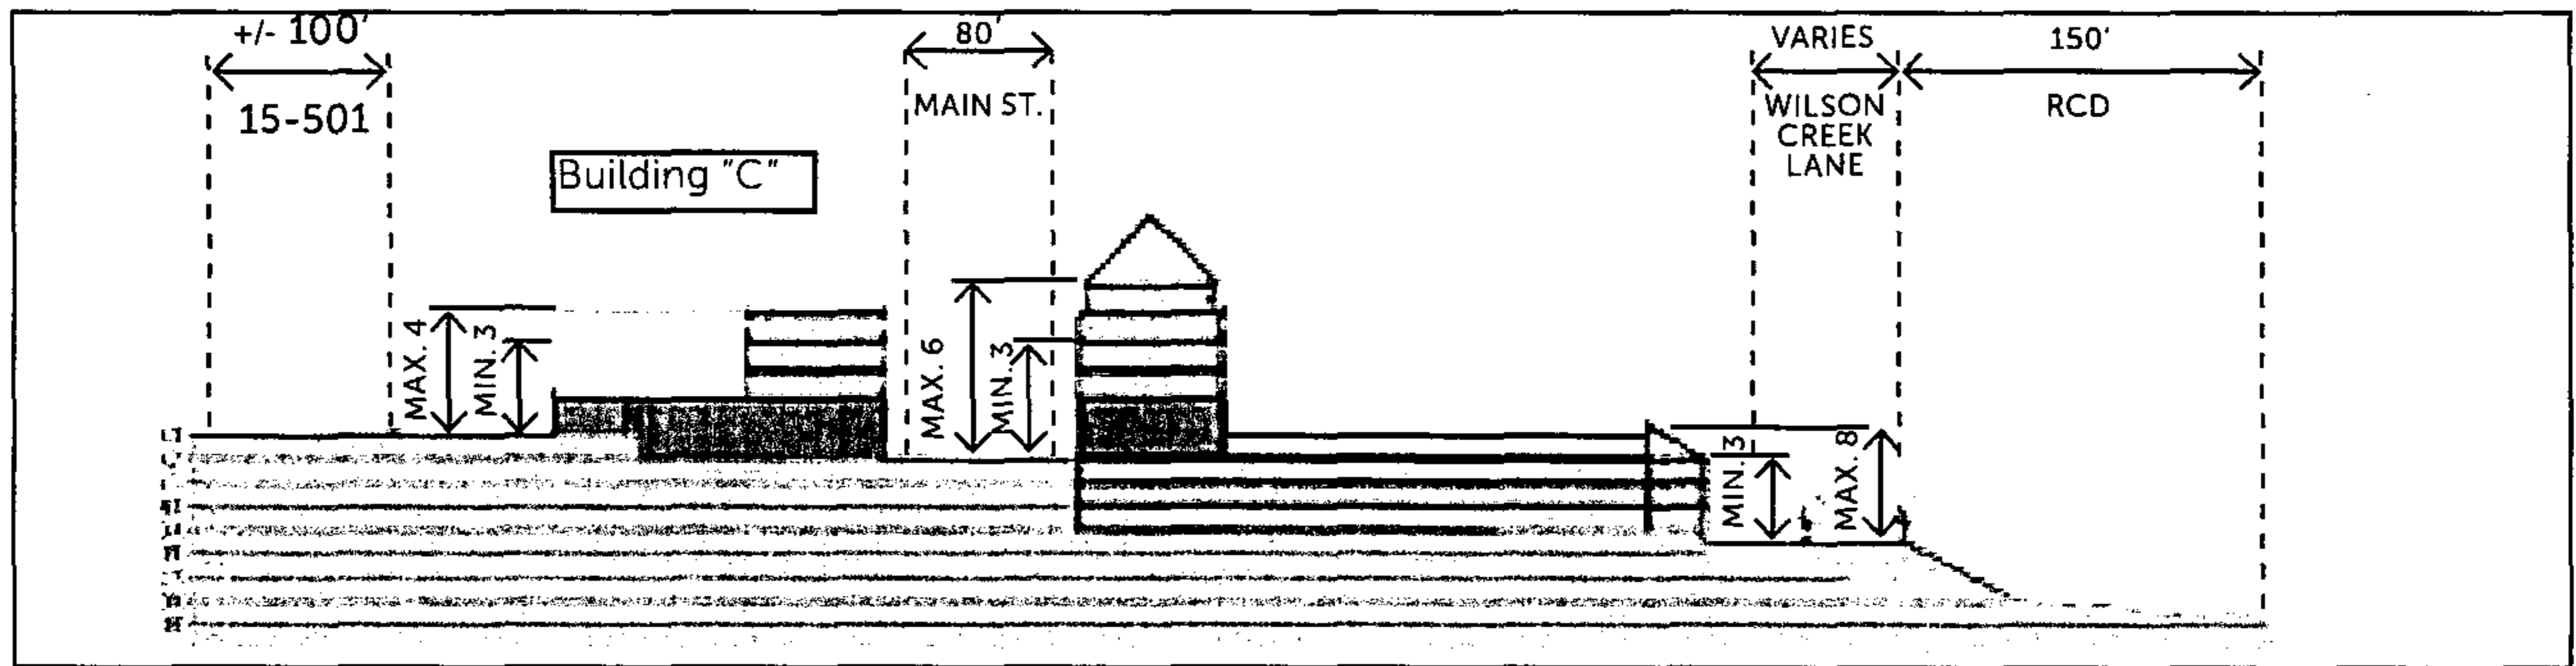 +/- 100'
15-501
Building "C"
80'
MAIN ST.
VARIES
WILSON
CREEK
LANE
150'
RCD
MAX. 4
MIN. 3
MAX. 6
MIN. 3
MIN. 3
MAX. 8